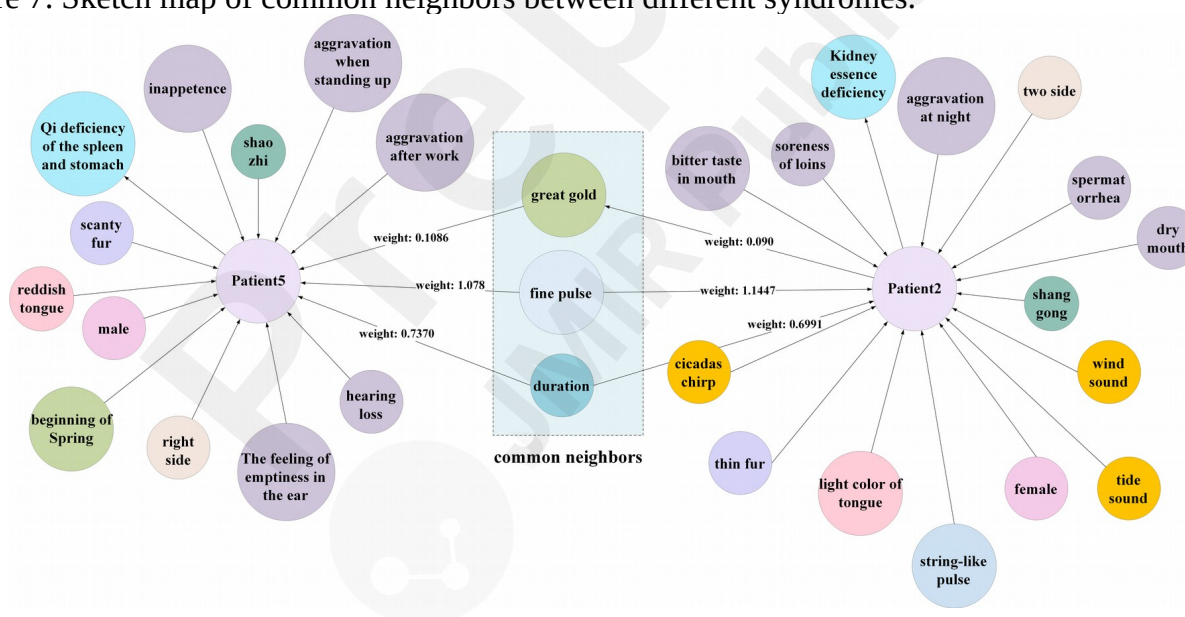 re 7. Sketch map of common neighbors between different syndromes.
inappetence
aggravation
when
standing up
Qi deficiency
of the spleen
and stomach
shao
zhi
aggravation
after work
scanty
fur
reddish
tongue
male
Patient5
beginning of
Spring
right
side
The feeling of
emptiness in
the ear
hearing
loss
weight: 0.1086
weight: 1.078
weight: 0.7370
great gold
fine pulse
duration
common neighbors
weight: 0.090
weight: 1.1447
weight: 0.6991
Kidney
essence
deficiency
aggravation
at night
two side
bitter taste
in mouth
soreness
of loins
spermat
orrhea
dry
mouth
Patient2
shang
gong
cicadas
chirp
wind
sound
thin fur
light color of
tongue
female
tide
sound
string-like
pulse
Prep
JMIR Publi